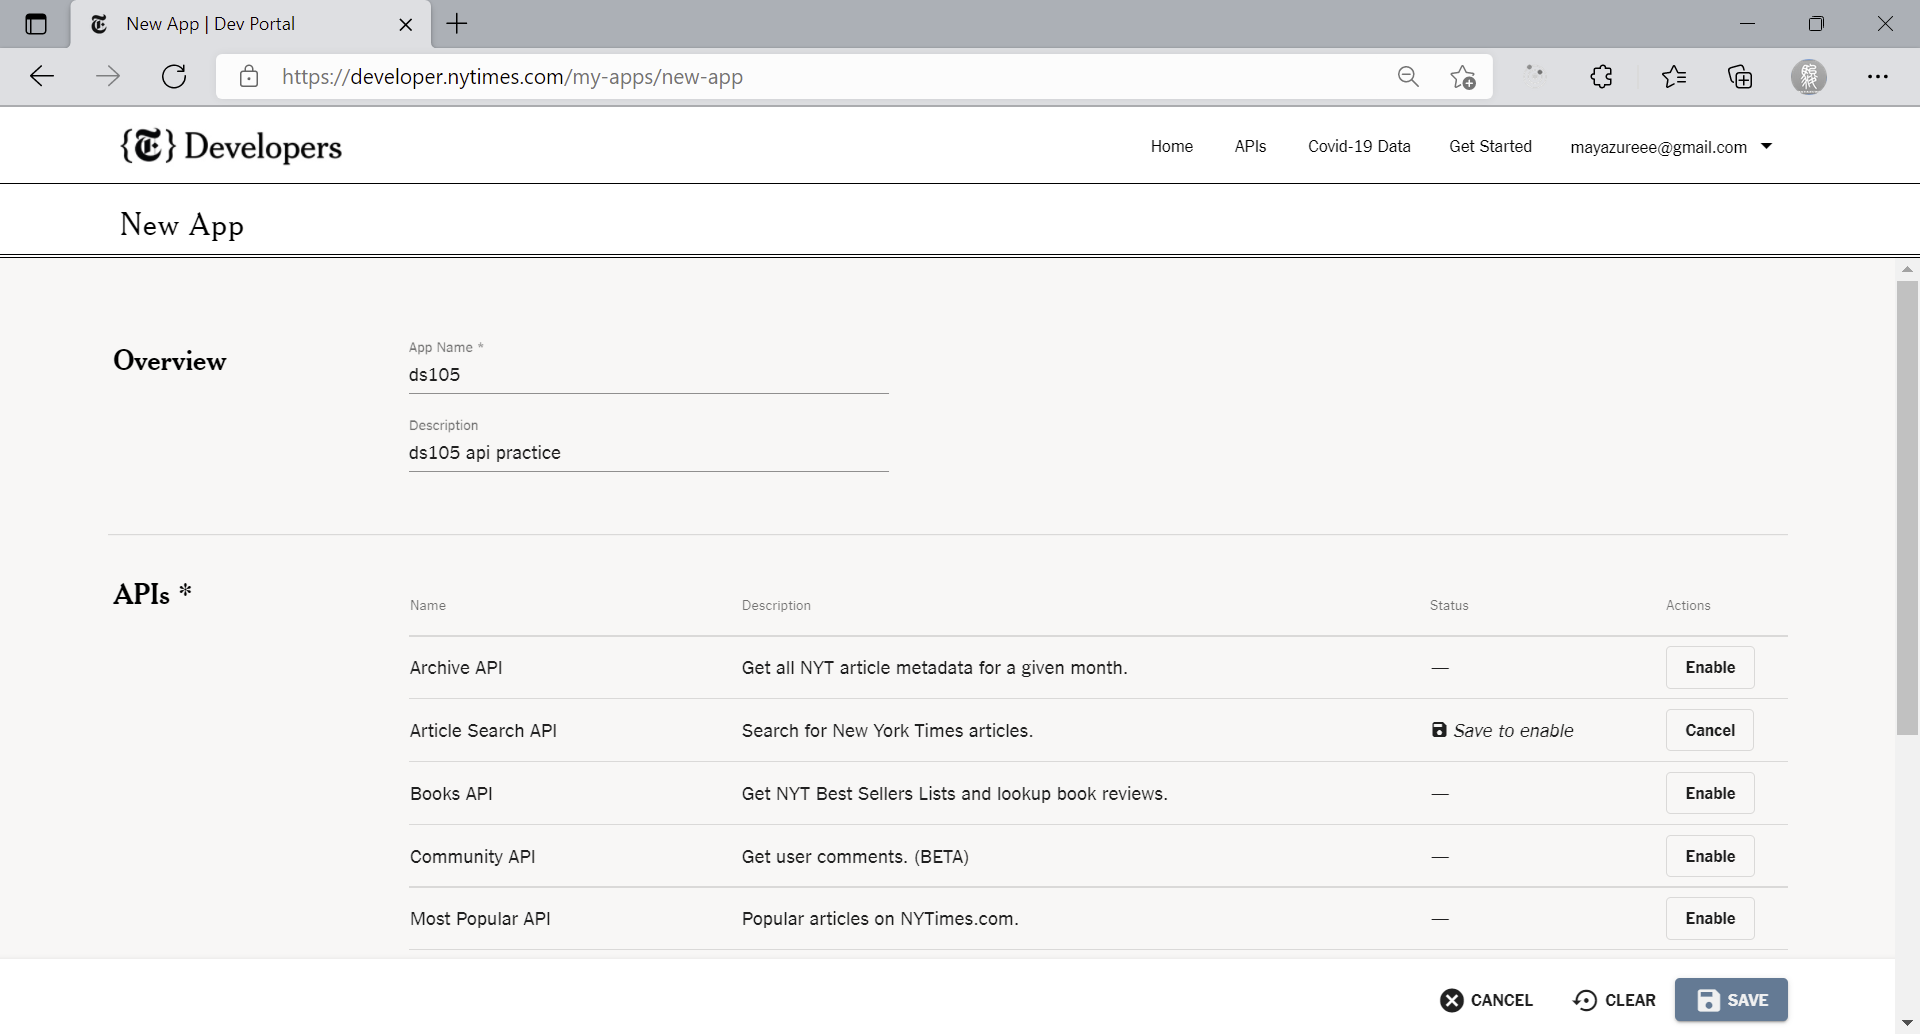 New App | Dev Portal
https://developer.nytimes.com/my-apps/new-app
{T} Developers
Home APIs Covid-19 Data Get Started mayazureee@gmail.com
New App
Overview
App Name *
ds105
Description
ds105 api practice
APIs *
Name Description Status Actions
Archive API Get all NYT article metadata for a given month. — Enable
Article Search API Search for New York Times articles. Save to enable Cancel
Books API Get NYT Best Sellers Lists and lookup book reviews. — Enable
Community API Get user comments. (BETA) — Enable
Most Popular API Popular articles on NYTimes.com. — Enable
CANCEL CLEAR SAVE